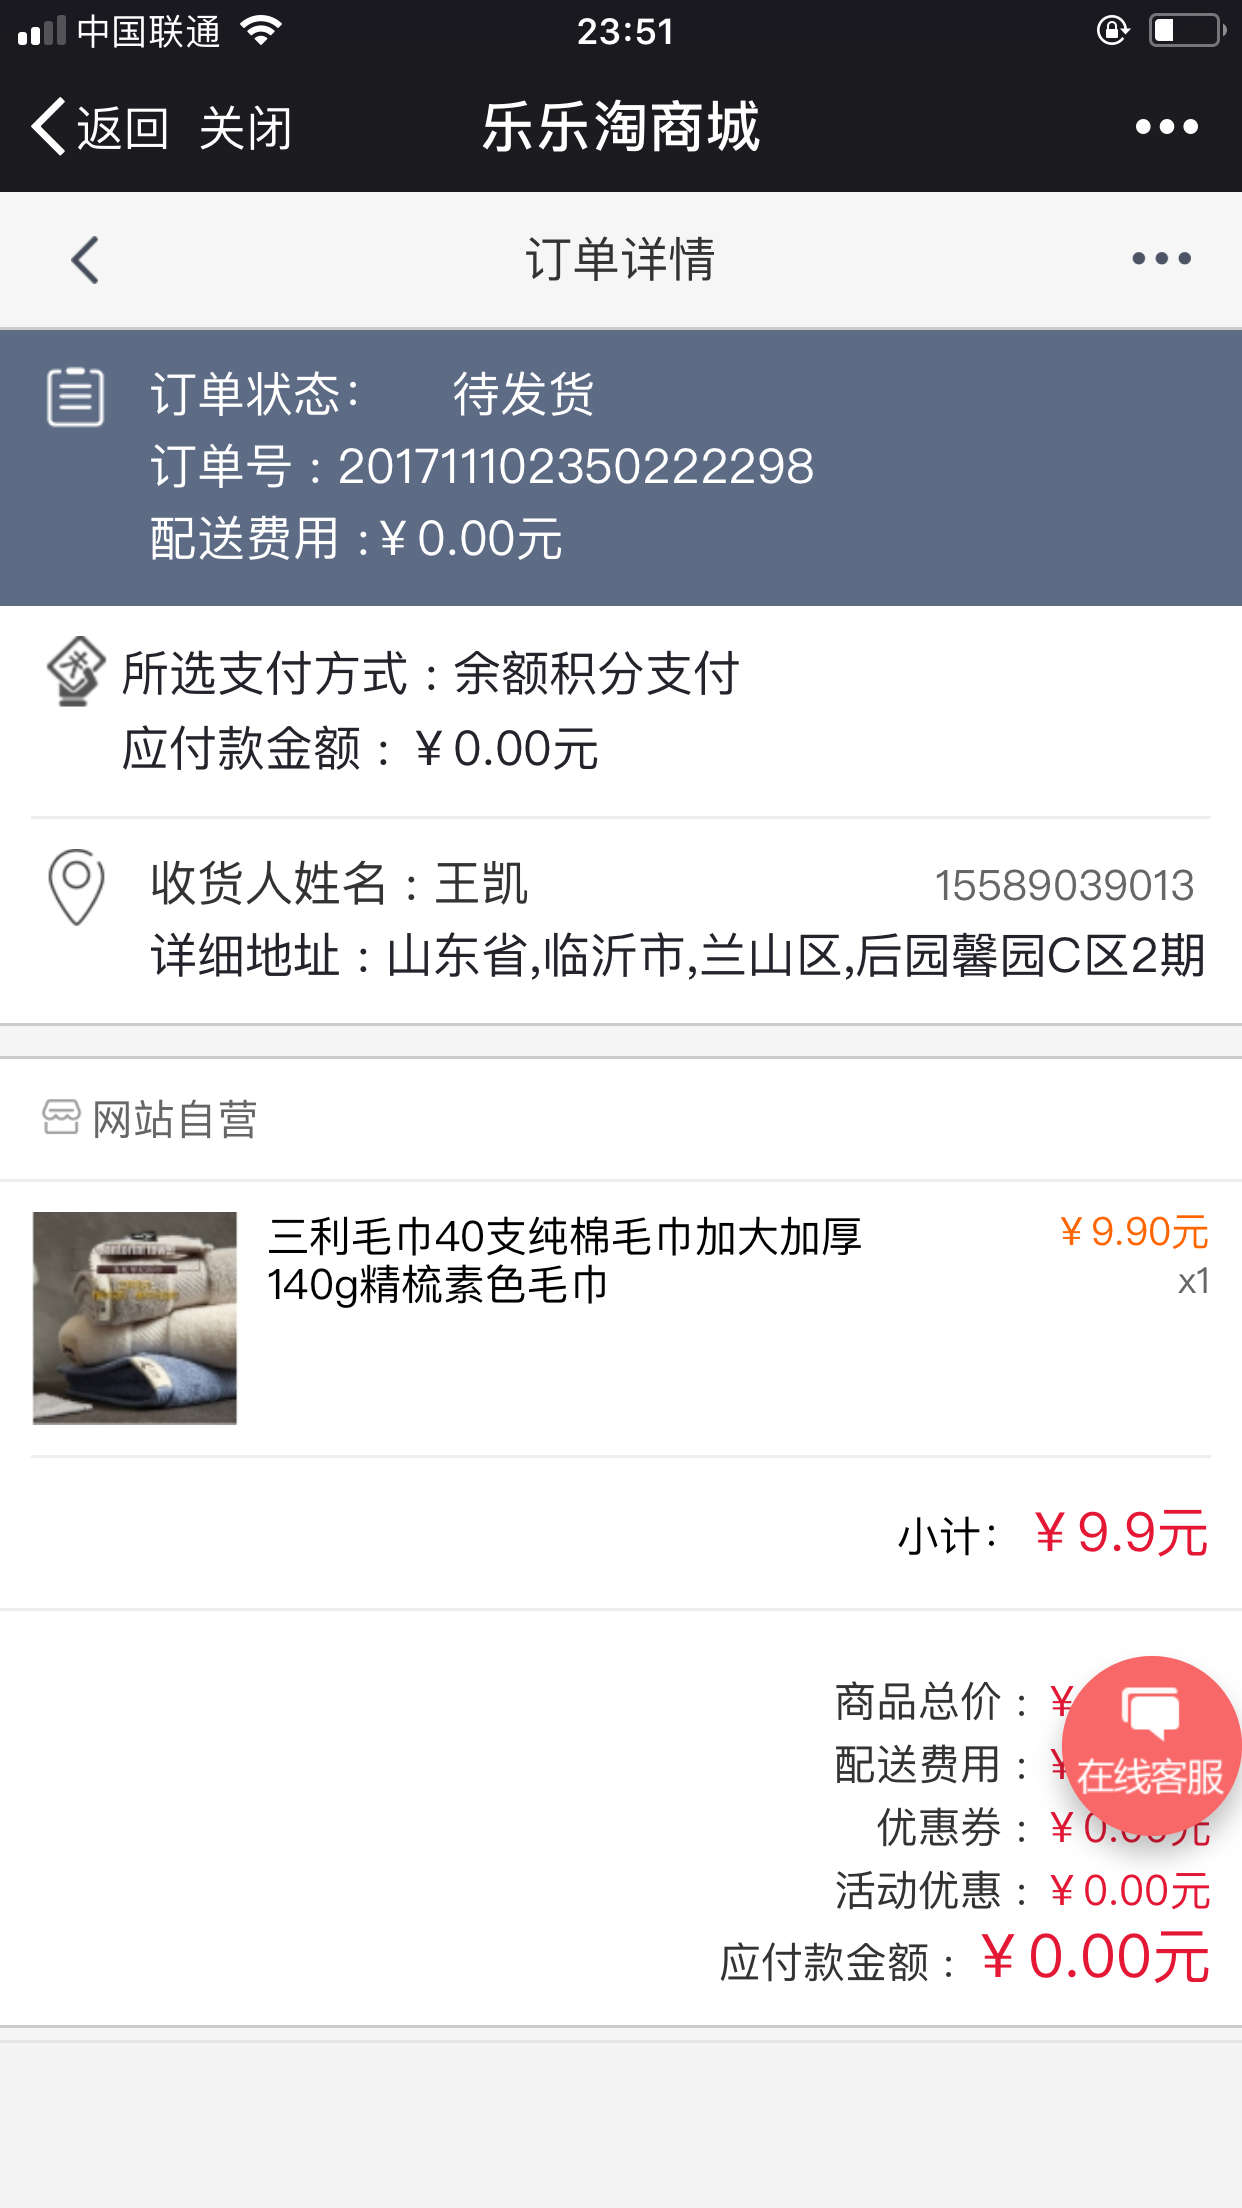 中国联通
23:51
返回 关闭
乐乐淘商城
订单详情
订单状态: 待发货
订单号 : 2017111023502222298
配送费用 : ¥ 0.00元
所选支付方式 : 余额积分支付
应付款金额 : ¥ 0.00元
收货人姓名 : 王凯 15589039013
详细地址 : 山东省,临沂市,兰山区,后园馨园C区2期
网站自营
三利毛巾40支纯棉毛巾加大加厚 ¥ 9.90元
140g精梳素色毛巾 x1
小计: ¥ 9.9元
商品总价 : ¥
配送费用 : ¥
在线客服
优惠券 : ¥ 0.00元
活动优惠 : ¥ 0.00元
应付款金额 : ¥ 0.00元